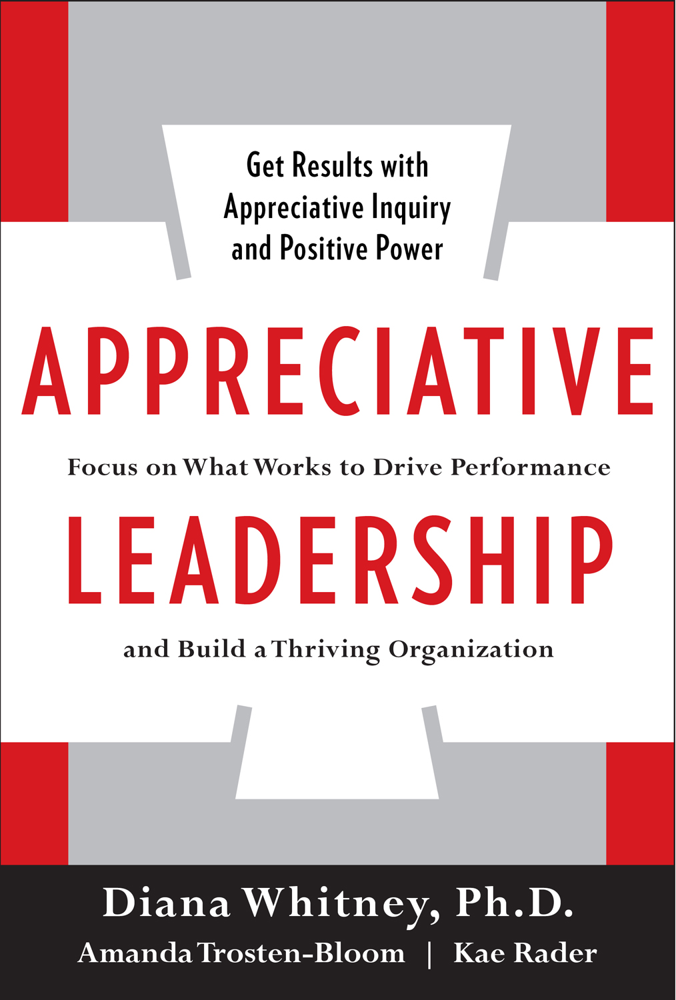 Get Results with
Appreciative Inquiry
and Positive Power
APPRECIATIVE
Focus on What Works to Drive Performance
LEADERSHIP
and Build a Thriving Organization
Diana Whitney, Ph.D.
Amanda Trosten-Bloom | Kae Rader